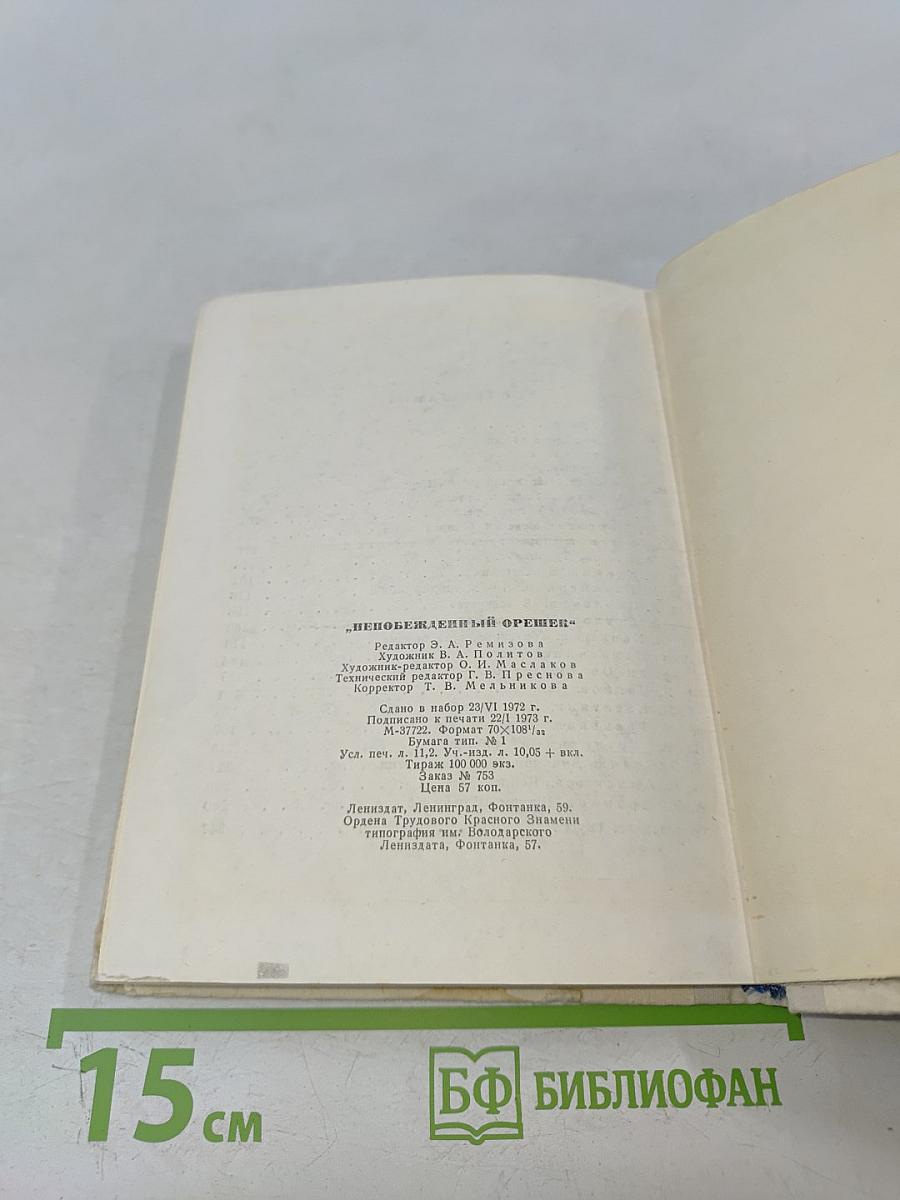 „НЕПОБЕЖДЕННЫЙ ОРЕШЕК“
Редактор Э. А. Ремизова
Художник В. А. Политов
Художник-редактор О. И. Маслаков
Технический редактор Г. В. Преснова
Корректор Т. В. Мельникова
Сдано в набор 23/VI 1972 г.
Подписано к печати 22/I 1973 г.
М-37722. Формат 70×108¹/₃₂
Бумага тип. № 1
Усл. печ. л. 11,2. Уч.-изд. л. 10,05 + вкл.
Тираж 100 000 экз.
Заказ № 753
Цена 57 коп.
Лениздат, Ленинград, Фонтанка, 59.
Ордена Трудового Красного Знамени
типография им. Володарского
Лениздата, Фонтанка, 57.
15 см
БФ БИБЛИОФАН